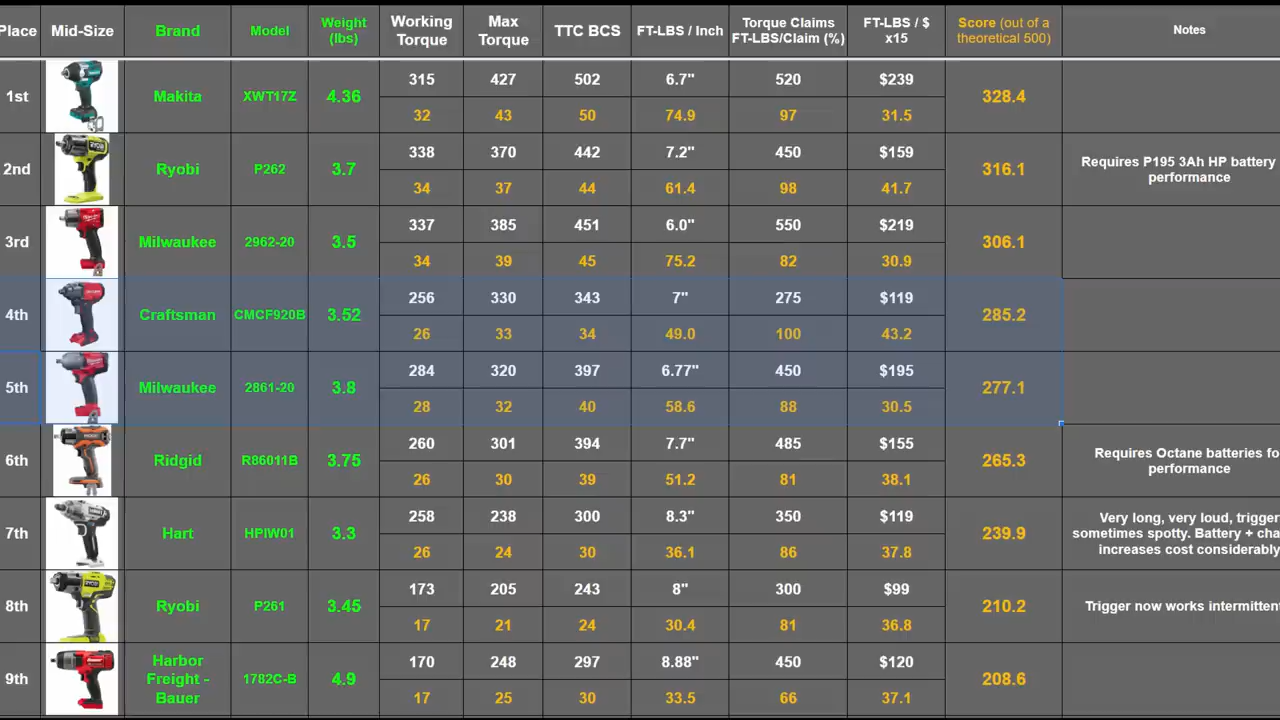 Place Mid-Size Brand Model Weight (lbs) Working Torque Max Torque TTC BCS FT-LBS / Inch Torque Claims FT-LBS/Claim (%) FT-LBS / $ x15 Score (out of a theoretical 500) Notes
1st Makita XWT17Z 4.36 315 427 502 6.7" 520 $239 328.4
32 43 50 74.9 97 31.5
2nd Ryobi P262 3.7 338 370 442 7.2" 450 $159 316.1 Requires P195 3Ah HP battery performance
34 37 44 61.4 98 41.7
3rd Milwaukee 2962-20 3.5 337 385 451 6.0" 550 $219 306.1
34 39 45 75.2 82 30.9
4th Craftsman CMCF920B 3.52 256 330 343 7" 275 $119 285.2
26 33 34 49.0 100 43.2
5th Milwaukee 2861-20 3.8 284 320 397 6.77" 450 $195 277.1
28 32 40 58.6 88 30.5
6th Ridgid R86011B 3.75 260 301 394 7.7" 485 $155 265.3 Requires Octane batteries fo performance
26 30 39 51.2 81 38.1
7th Hart HPIW01 3.3 258 238 300 8.3" 350 $119 239.9 Very long, very loud, trigger sometimes spotty. Battery + cha increases cost considerably
26 24 30 36.1 86 37.8
8th Ryobi P261 3.45 173 205 243 8" 300 $99 210.2 Trigger now works intermitten
17 21 24 30.4 81 36.8
9th Harbor Freight - Bauer 1782C-B 4.9 170 248 297 8.88" 450 $120 208.6
17 25 30 33.5 66 37.1